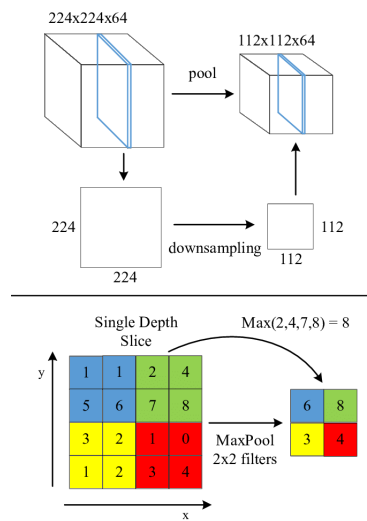 224x224x64
112x112x64
pool
224
224
downsampling
112
112
Single Depth
Slice
Max(2,4,7,8) = 8
y
1 1 2 4
5 6 7 8
3 2 1 0
1 2 3 4
x
MaxPool
2x2 filters
6 8
3 4